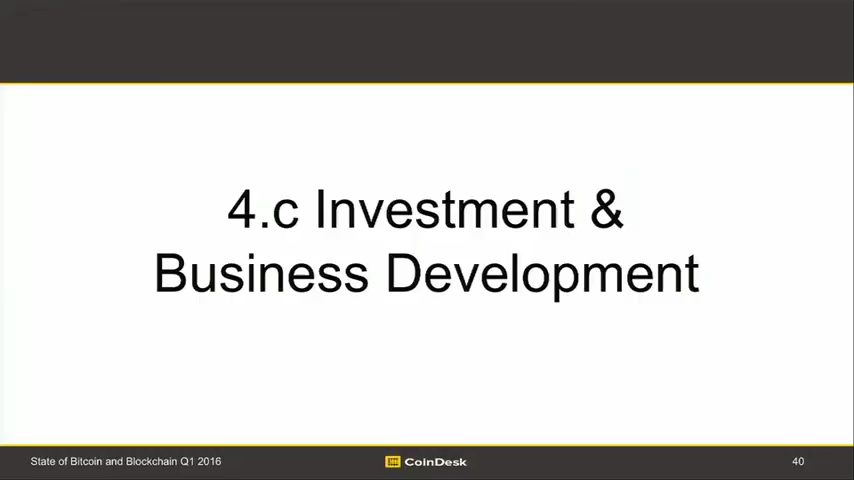 4.c Investment &
Business Development
State of Bitcoin and Blockchain Q1 2016
CoinDesk
40